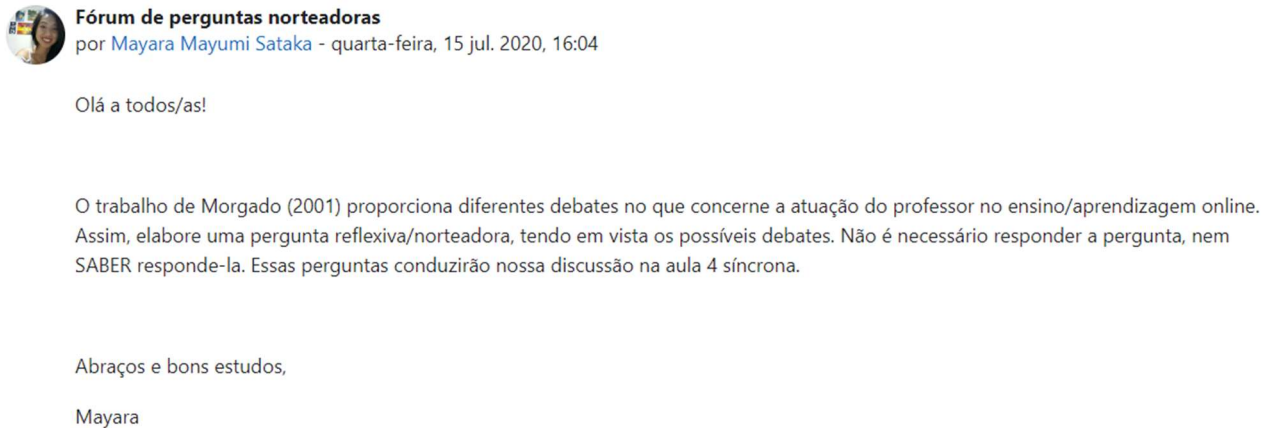 Fórum de perguntas norteadoras
por Mayara Mayumi Sataka - quarta-feira, 15 jul. 2020, 16:04
Olá a todos/as!
O trabalho de Morgado (2001) proporciona diferentes debates no que concerne a atuação do professor no ensino/aprendizagem online.
Assim, elabore uma pergunta reflexiva/norteadora, tendo em vista os possíveis debates. Não é necessário responder a pergunta, nem
SABER responde-la. Essas perguntas conduzirão nossa discussão na aula 4 síncrona.
Abraços e bons estudos,
Mayara